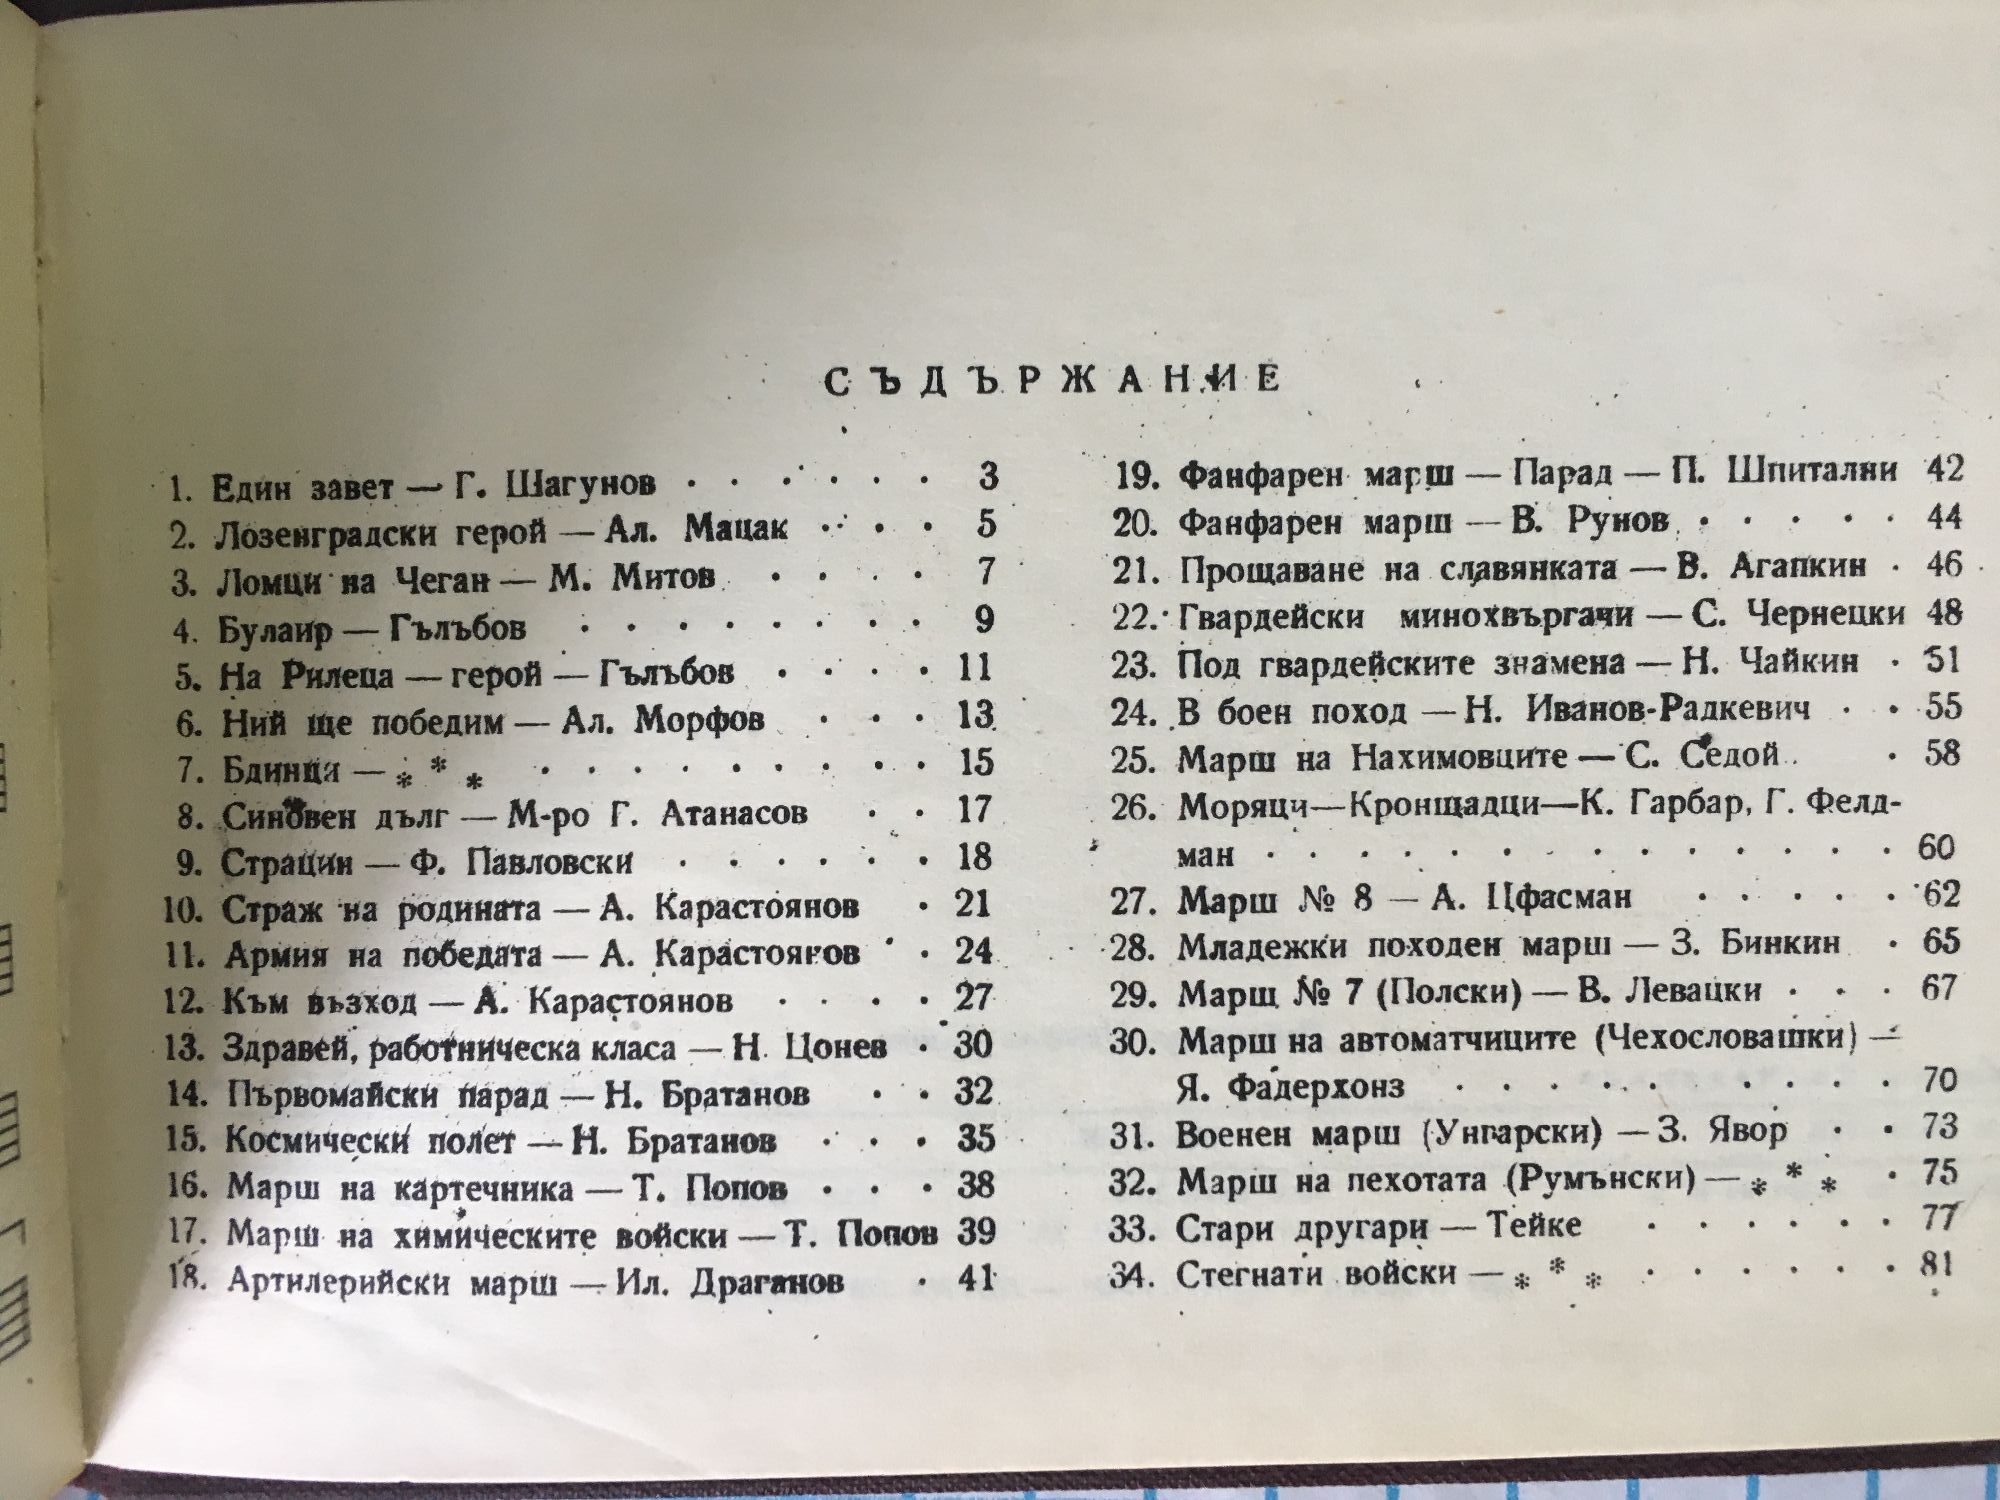 СЪДЪРЖАНИЕ
1. Един завет — Г. Шагунов . . . . . . 3
2. Лозенградски герой — Ал. Мацак . . . . 5
3. Ломци на Чеган — М. Митов . . . . 7
4. Булаир — Гълъбов . . . . . . . . 9
5. На Рилеца — герой — Гълъбов . . . . 11
6. Ний ще победим — Ал. Морфов . . . 13
7. Бдинци — * * * . . . . . . . . . 15
8. Синовен дълг — М-ро Г. Атанасов . . 17
9. Страцин — Ф. Павловски . . . . . . 18
10. Страж на родината — А. Карастоянов . 21
11. Армия на победата — А. Карастоянов . 24
12. Към възход — А. Карастоянов . . . . 27
13. Здравей, работническа класа — Н. Цонев . 30
14. Първомайски парад — Н. Братанов . . 32
15. Космически полет — Н. Братанов . . . 35
16. Марш на картечника — Т. Попов . . . 38
17. Марш на химическите войски — Т. Попов 39
18. Артилерийски марш — Ил. Драганов . 41
19. Фанфарен марш — Парад — П. Шпитални 42
20. Фанфарен марш — В. Рунов . . . . . 44
21. Прощаване на славянката — В. Агапкин . 46
22. Гвардейски минохвъргачи — С. Чернецки 48
23. Под гвардейските знамена — Н. Чайкин . 51
24. В боен поход — Н. Иванов-Радкевич . . 55
25. Марш на Нахимовците — С. Седой . 58
26. Моряци—Кронщадци—К. Гарбар, Г. Фелд-
ман . . . . . . . . . . . . . . 60
27. Марш № 8 — А. Цфасман . . . . . 62
28. Младежки походен марш — З. Бинкин . 65
29. Марщ № 7 (Полски) — В. Левацки . . . 67
30. Марш на автоматчиците (Чехословашки) —
Я. Фадерхонз . . . . . . . . . 70
31. Военен марш (Унгарски) — З. Явор . . 73
32. Марш на пехотата (Румънски) — * * * . 75
33. Стари другари — Тейке . . . . . . 77
34. Стегнати войски — * * * . . . . . . 81